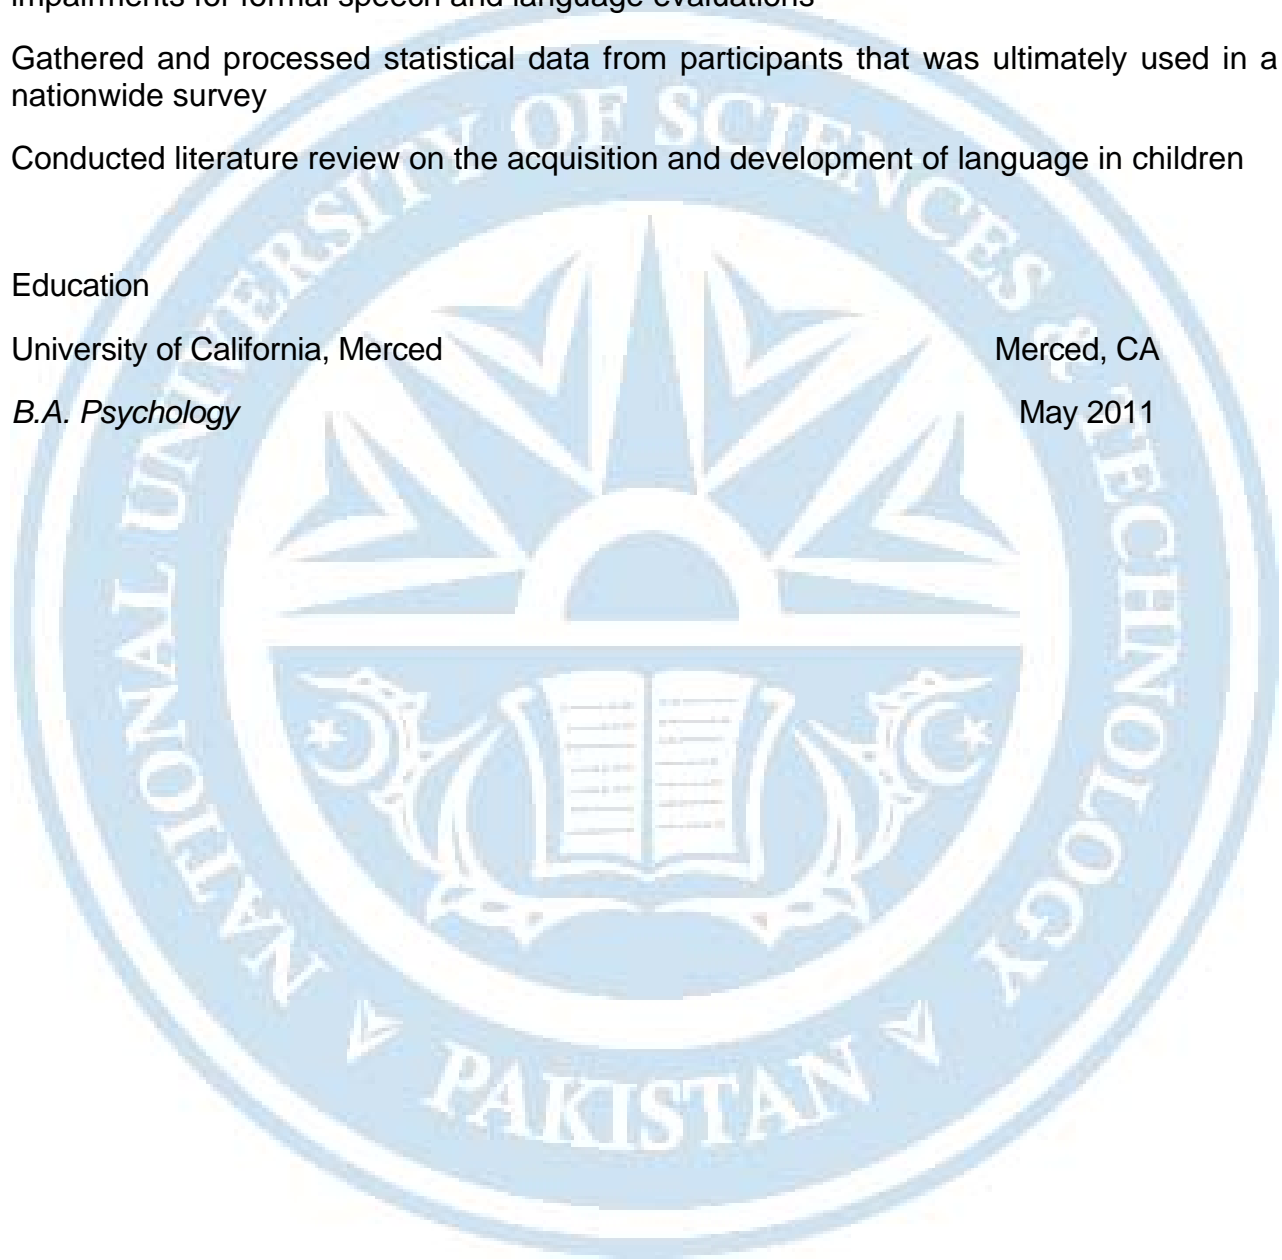 impairments for formal speech and language evaluations
Gathered and processed statistical data from participants that was ultimately used in a
nationwide survey
Conducted literature review on the acquisition and development of language in children
Education
University of California, Merced Merced, CA
B.A. Psychology May 2011
NATIONAL UNIVERSITY OF SCIENCES & TECHNOLOGY
PAKISTAN